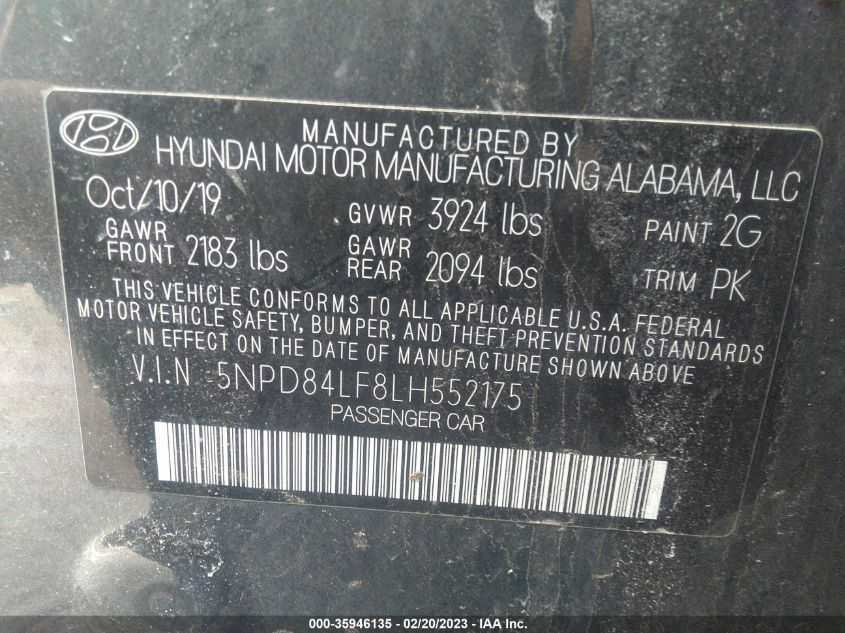 MANUFACTURED BY
HYUNDAI MOTOR MANUFACTURING ALABAMA, LLC
Oct/10/19 GVWR 3924 lbs PAINT 2G
GAWR FRONT 2183 lbs GAWR REAR 2094 lbs TRIM PK
THIS VEHICLE CONFORMS TO ALL APPLICABLE U.S.A. FEDERAL
MOTOR VEHICLE SAFETY, BUMPER, AND THEFT PREVENTION STANDARDS
IN EFFECT ON THE DATE OF MANUFACTURE SHOWN ABOVE
V.I.N 5NPD84LF8LH552175
PASSENGER CAR
000-35946135 - 02/20/2023 - IAA Inc.